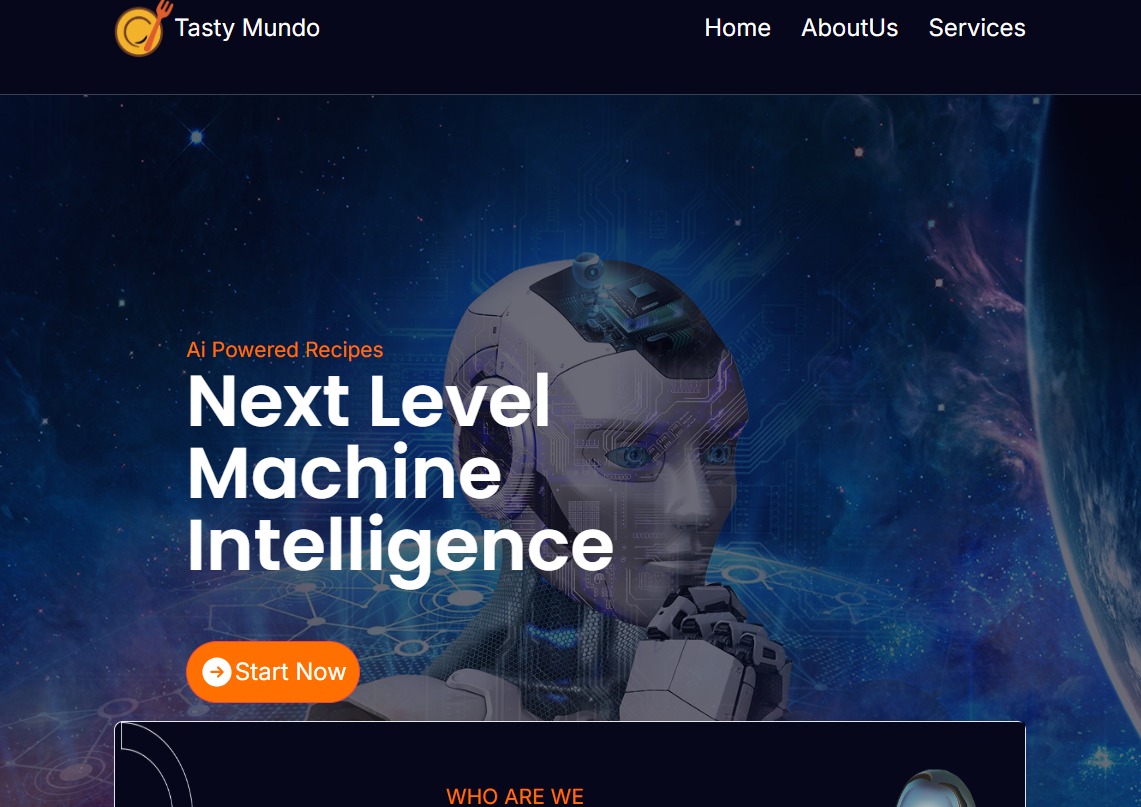 Tasty Mundo
Home AboutUs Services
Ai Powered Recipes
Next Level
Machine
Intelligence
Start Now
WHO ARE WE